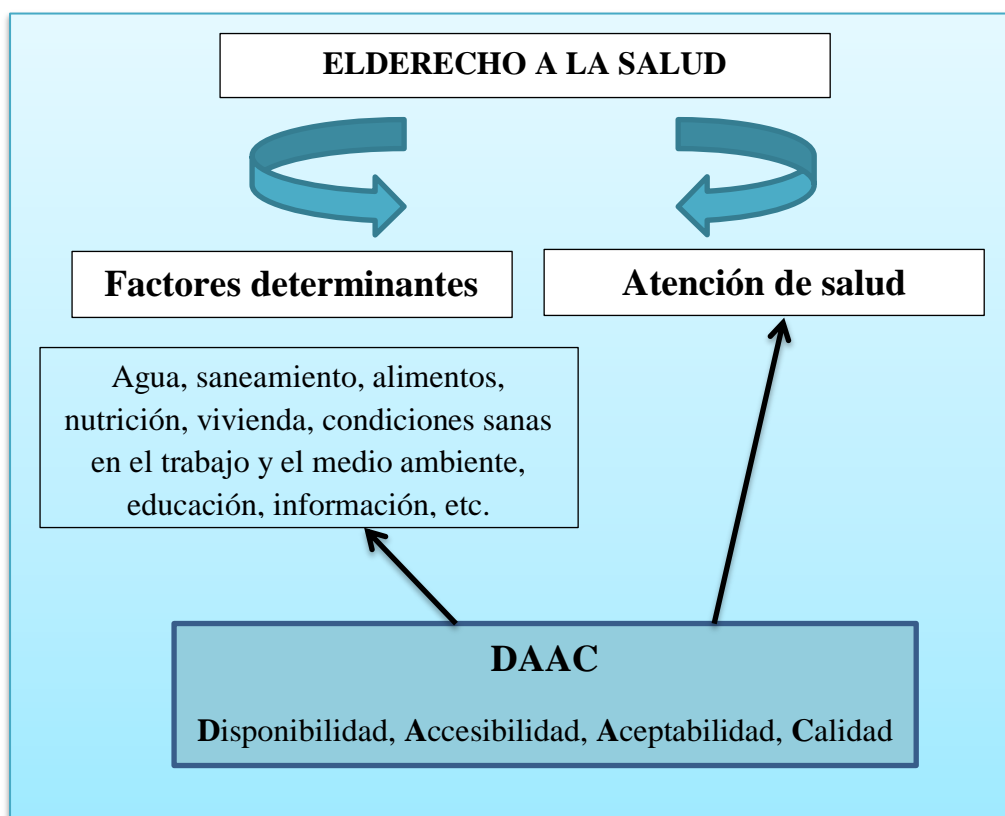 ELDERECHO A LA SALUD
Factores determinantes
Atención de salud
Agua, saneamiento, alimentos,
nutrición, vivienda, condiciones sanas
en el trabajo y el medio ambiente,
educación, información, etc.
DAAC
Disponibilidad, Accesibilidad, Aceptabilidad, Calidad